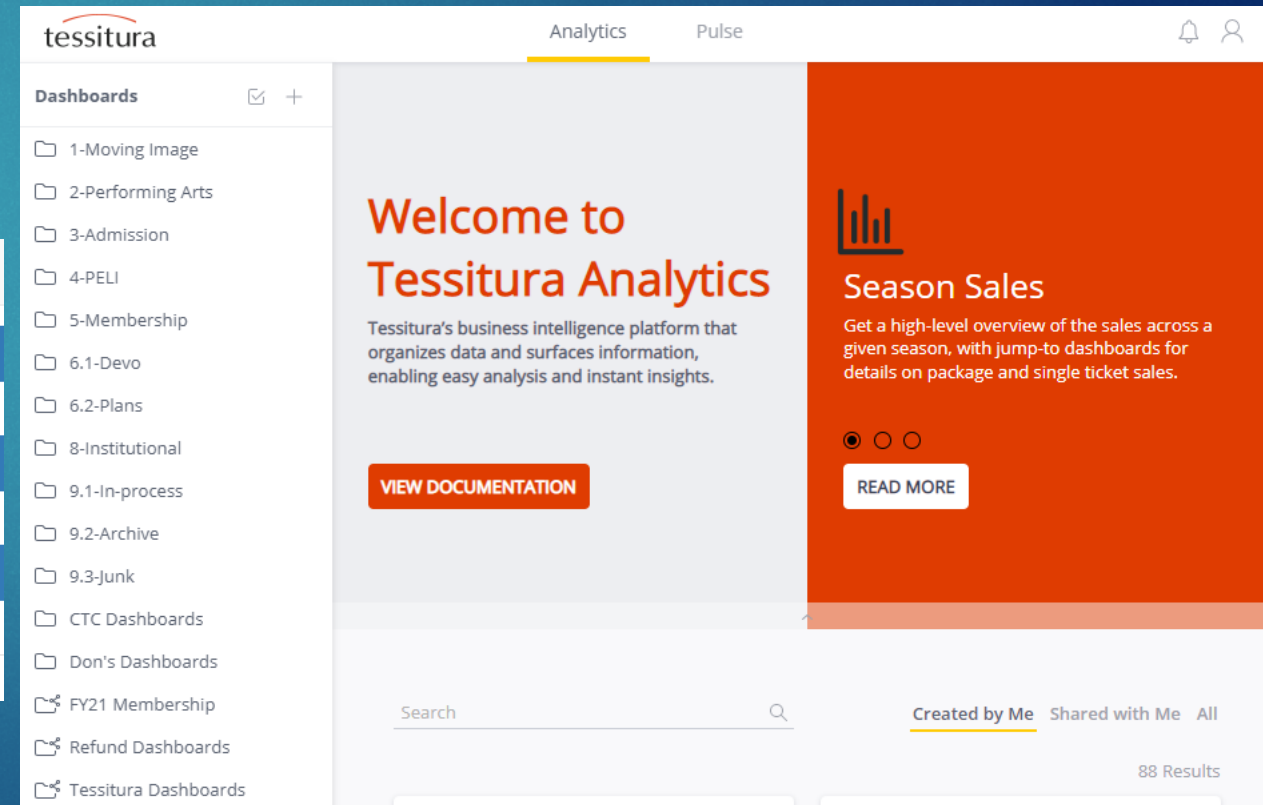 tessitura
Analytics
Pulse
Dashboards
1-Moving Image
2-Performing Arts
3-Admission
4-PELI
5-Membership
6.1-Devo
6.2-Plans
8-Institutional
9.1-In-process
9.2-Archive
9.3-Junk
CTC Dashboards
Don's Dashboards
FY21 Membership
Refund Dashboards
Tessitura Dashboards
Welcome to
Tessitura Analytics
Tessitura's business intelligence platform that
organizes data and surfaces information,
enabling easy analysis and instant insights.
VIEW DOCUMENTATION
Season Sales
Get a high-level overview of the sales across a
given season, with jump-to dashboards for
details on package and single ticket sales.
READ MORE
Search
Created by Me Shared with Me All
88 Results